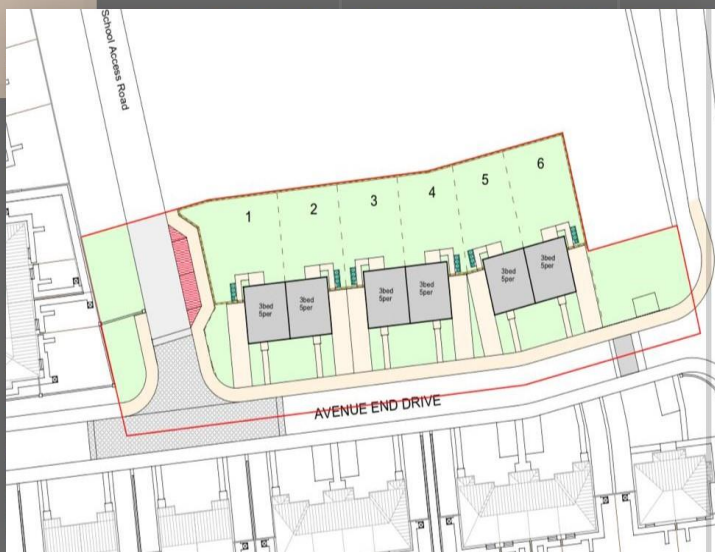 School Access Road
1
2
3
4
5
6
3bed
5per
3bed
5per
3bed
5per
3bed
5per
3bed
5per
3bed
5per
AVENUE END DRIVE